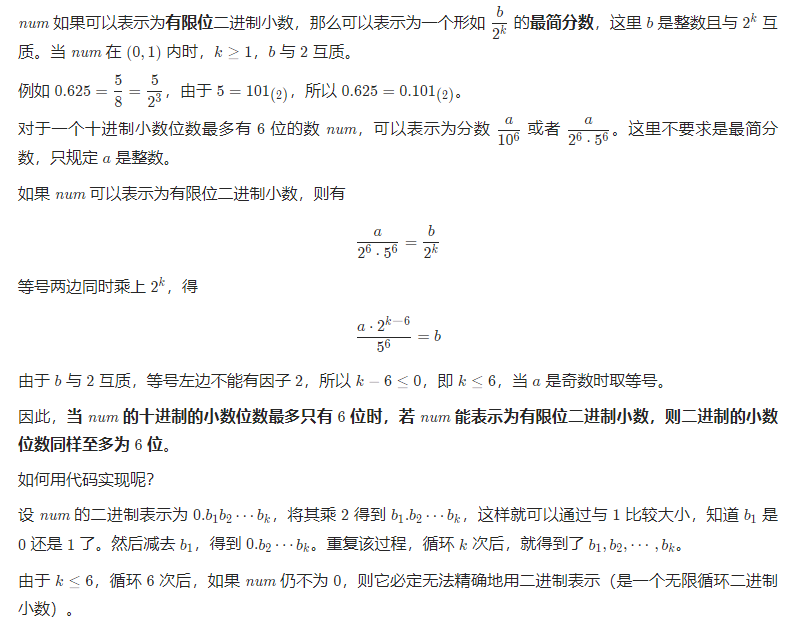 num 如果可以表示为有限位二进制小数，那么可以表示为一个形如 b/2^k 的最简分数，这里 b 是整数且与 2^k 互
质。当 num 在 (0,1) 内时，k ≥ 1，b 与 2 互质。
例如 0.625 = 5/8 = 5/2^3，由于 5 = 101_(2)，所以 0.625 = 0.101_(2)。
对于一个十进制小数位数最多有 6 位的数 num，可以表示为分数 a/10^6 或者 a/(2^6 · 5^6)。这里不要求是最简分
数，只规定 a 是整数。
如果 num 可以表示为有限位二进制小数，则有
a/(2^6 · 5^6) = b/2^k
等号两边同时乘上 2^k，得
(a · 2^(k−6))/5^6 = b
由于 b 与 2 互质，等号左边不能有因子 2，所以 k − 6 ≤ 0，即 k ≤ 6，当 a 是奇数时取等号。
因此，当 num 的十进制的小数位数最多只有 6 位时，若 num 能表示为有限位二进制小数，则二进制的小数
位数同样至多为 6 位。
如何用代码实现呢？
设 num 的二进制表示为 0.b_1b_2⋯b_k，将其乘 2 得到 b_1.b_2⋯b_k，这样就可以通过与 1 比较大小，知道 b_1 是
0 还是 1 了。然后减去 b_1，得到 0.b_2⋯b_k。重复该过程，循环 k 次后，就得到了 b_1, b_2, ⋯, b_k。
由于 k ≤ 6，循环 6 次后，如果 num 仍不为 0，则它必定无法精确地用二进制表示（是一个无限循环二进制
小数）。